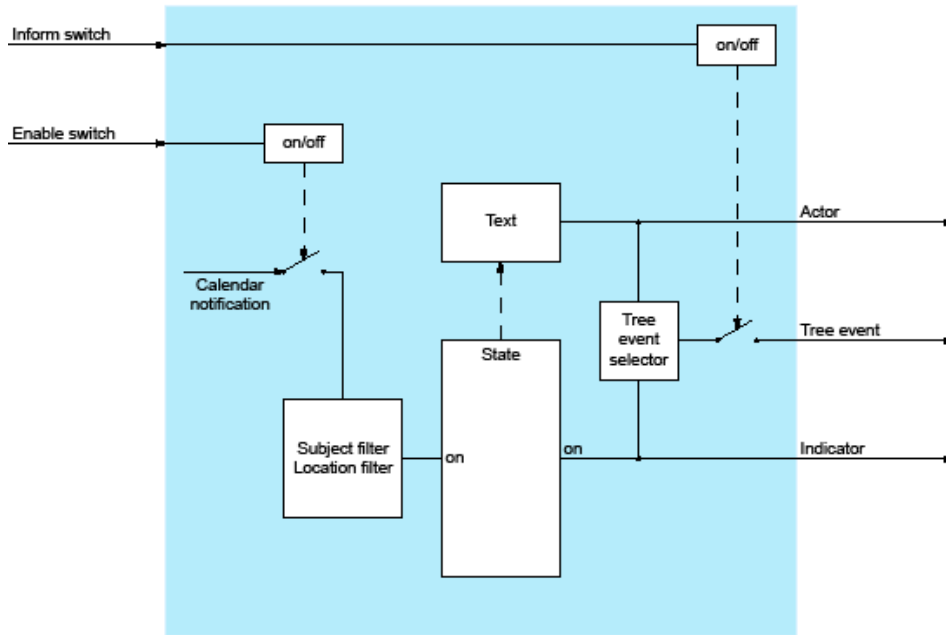 Inform switch
on/off
Enable switch
on/off
Text
Actor
Calendar
notification
Tree
event
selector
Tree event
State
Subject filter
Location filter
on
on
Indicator